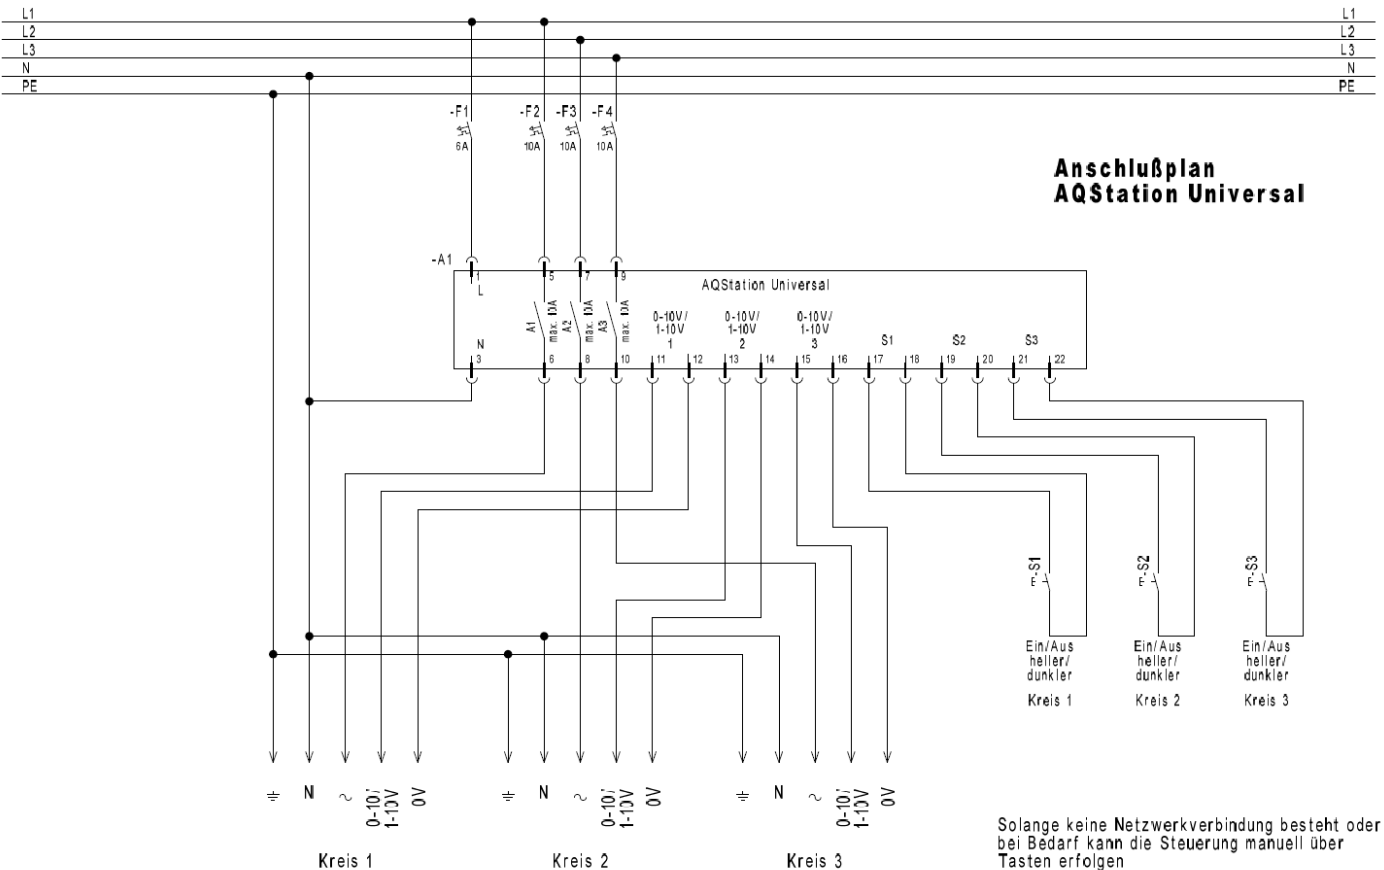 L1 L1
L2 L2
L3 L3
N N
PE PE
-F1 -F2 -F3 -F4
6A 10A 10A 10A
Anschlußplan
AQStation Universal
-A1
1 5 7 9
L
AQStation Universal
A1 max. 10A A2 max. 10A A3 max. 10A
0-10V/ 0-10V/ 0-10V/
1-10V 1-10V 1-10V
1 2 3
N S1 S2 S3
3 6 8 10 11 12 13 14 15 16 17 18 19 20 21 22
-S1 -S2 -S3
E E E
Ein/Aus Ein/Aus Ein/Aus
heller/ heller/ heller/
dunkler dunkler dunkler
Kreis 1 Kreis 2 Kreis 3
N 0-10/ 1-10V 0V N 0-10/ 1-10V 0V N 0-10/ 1-10V 0V
Kreis 1 Kreis 2 Kreis 3
Solange keine Netzwerkverbindung besteht oder
bei Bedarf kann die Steuerung manuell über
Tasten erfolgen